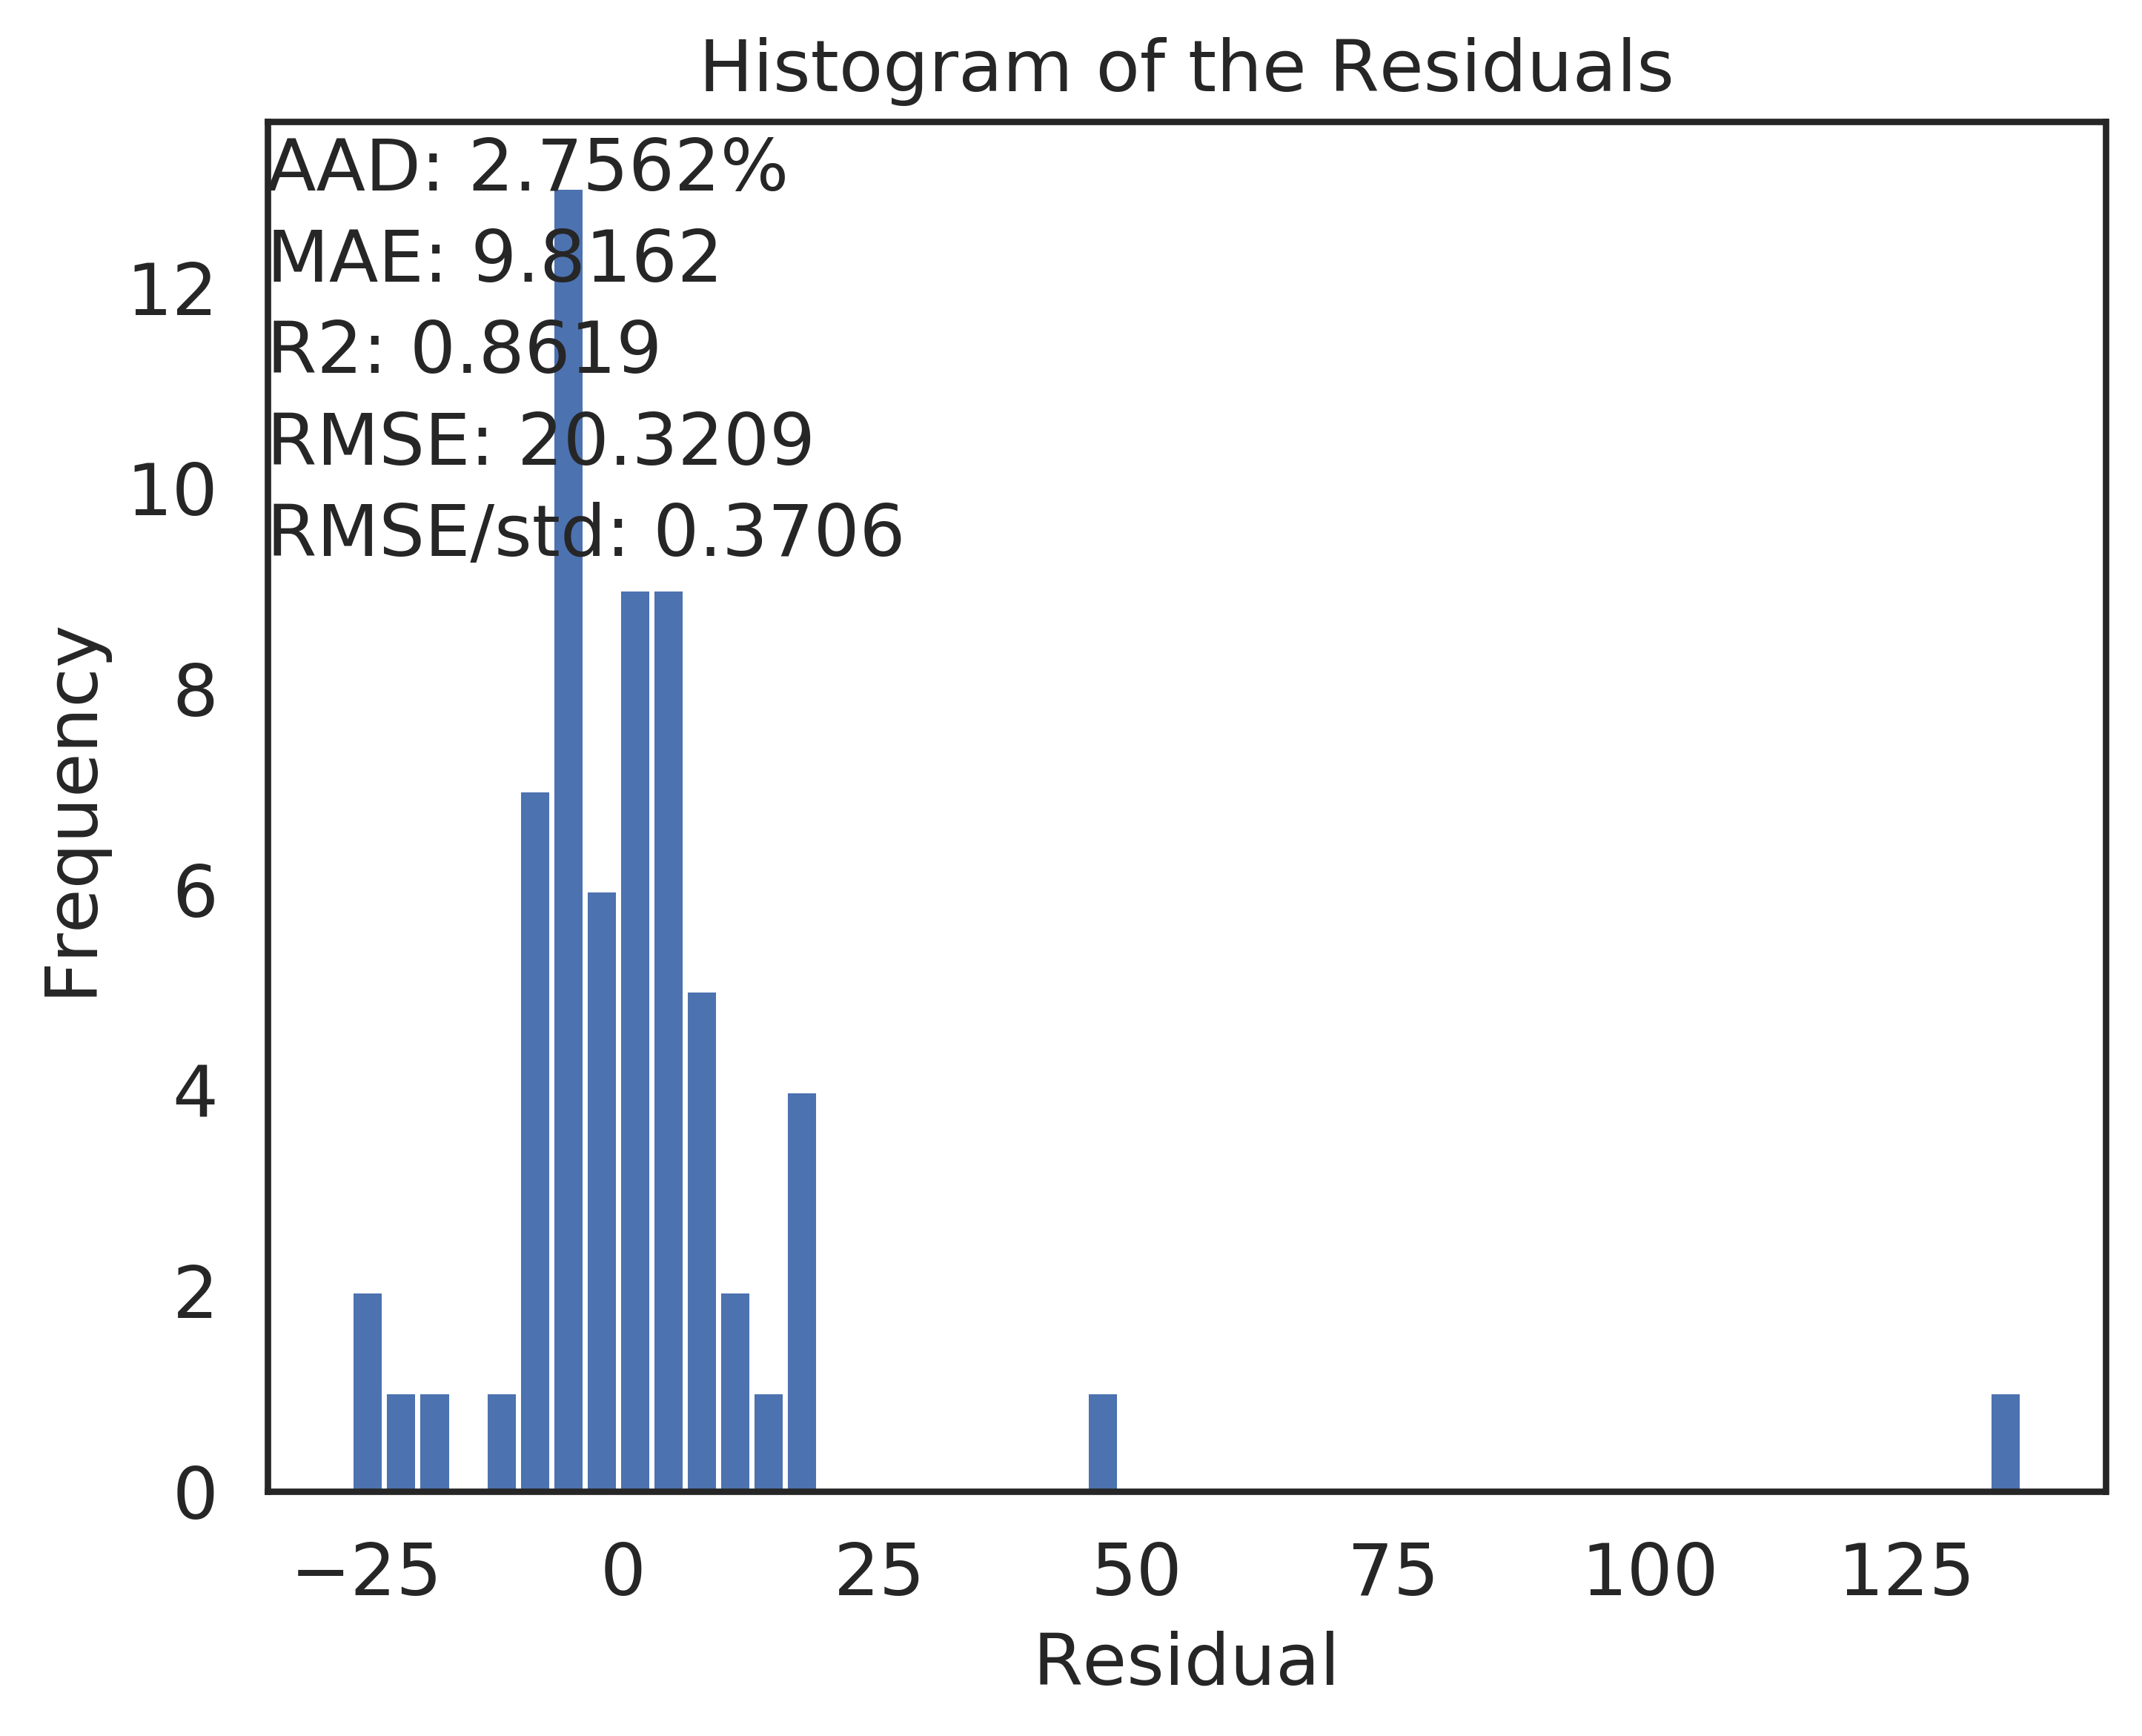 Histogram of the Residuals
AAD: 2.7562%
MAE: 9.8162
R2: 0.8619
RMSE: 20.3209
RMSE/std: 0.3706
12
10
8
6
4
2
0
Frequency
−25 0 25 50 75 100 125
Residual